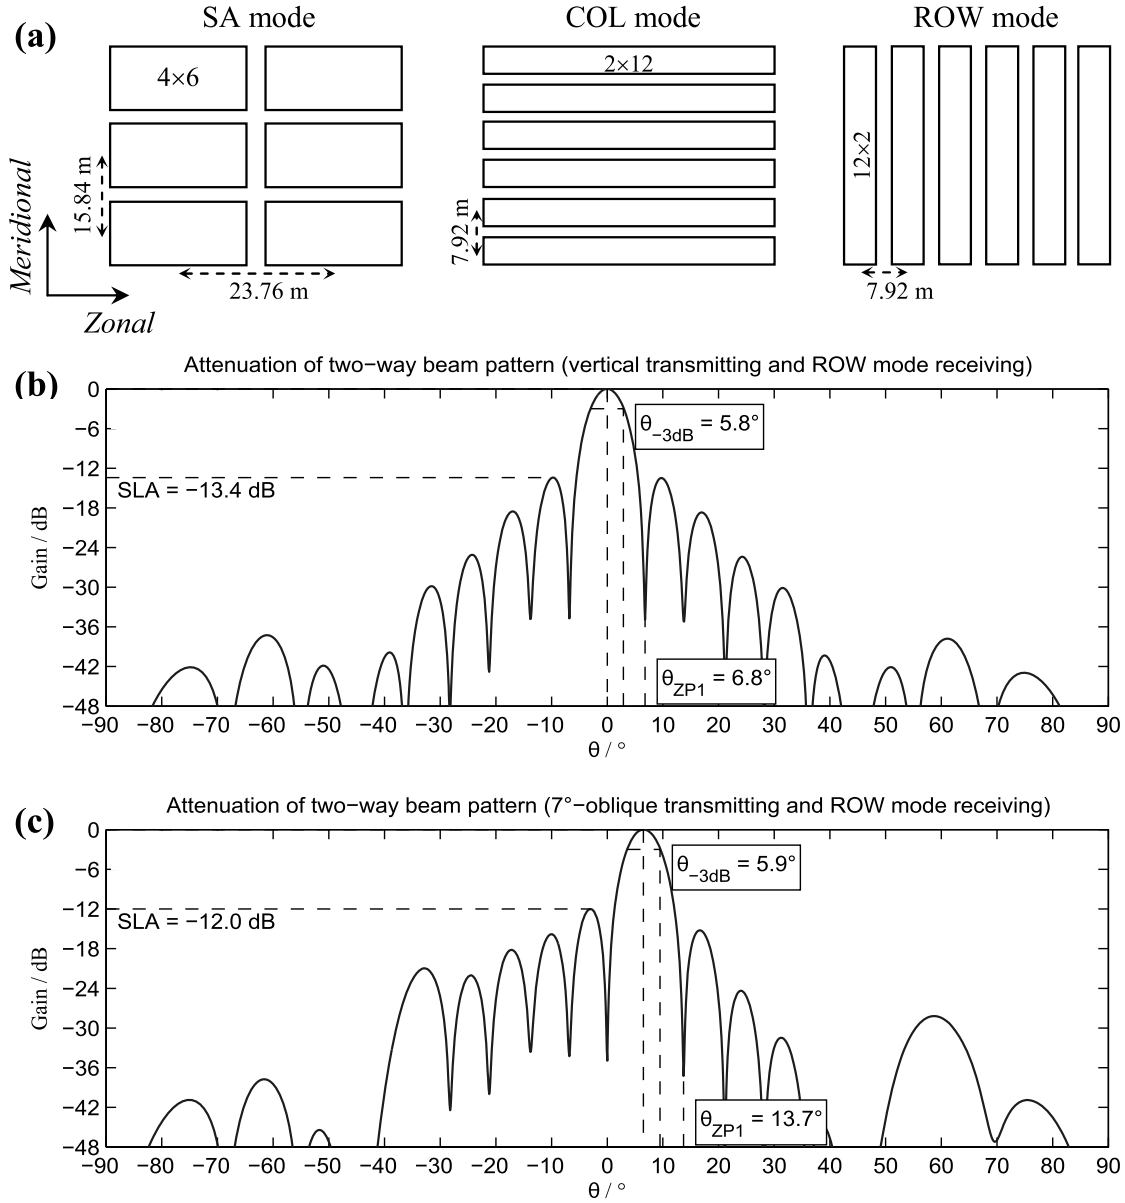 (a)
SA mode
COL mode
ROW mode
4×6
2×12
12×2
Meridional
15.84 m
7.92 m
23.76 m
7.92 m
Zonal
(b)
Attenuation of two−way beam pattern (vertical transmitting and ROW mode receiving)
0
−6
−12
−18
−24
−30
−36
−42
−48
Gain / dB
θ−3dB = 5.8°
SLA = −13.4 dB
θZP1 = 6.8°
−90 −80 −70 −60 −50 −40 −30 −20 −10 0 10 20 30 40 50 60 70 80 90
θ / °
(c)
Attenuation of two−way beam pattern (7°−oblique transmitting and ROW mode receiving)
0
−6
−12
−18
−24
−30
−36
−42
−48
Gain / dB
θ−3dB = 5.9°
SLA = −12.0 dB
θZP1 = 13.7°
−90 −80 −70 −60 −50 −40 −30 −20 −10 0 10 20 30 40 50 60 70 80 90
θ / °